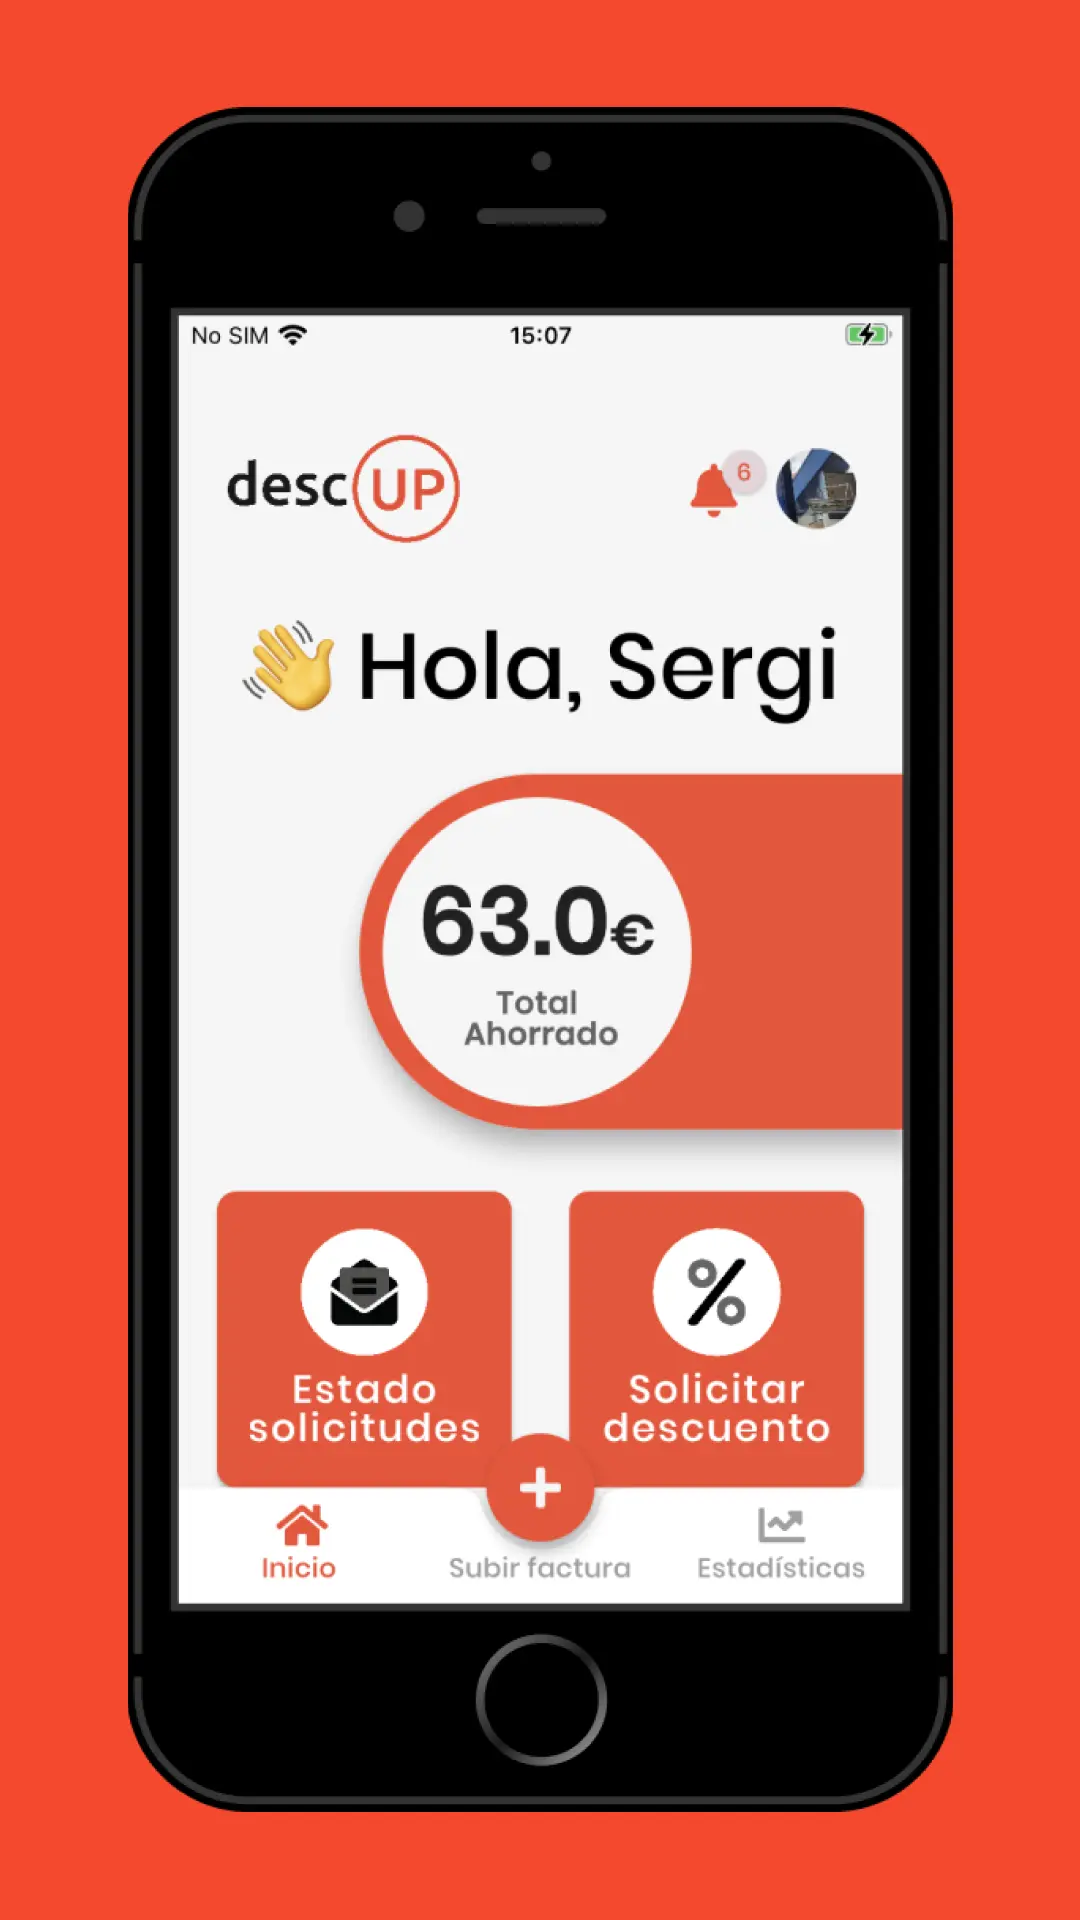 No SIM 15:07
descUP
6
👋 Hola, Sergi
63.0€
Total
Ahorrado
Estado
solicitudes
Solicitar
descuento
Inicio
Subir factura
Estadísticas